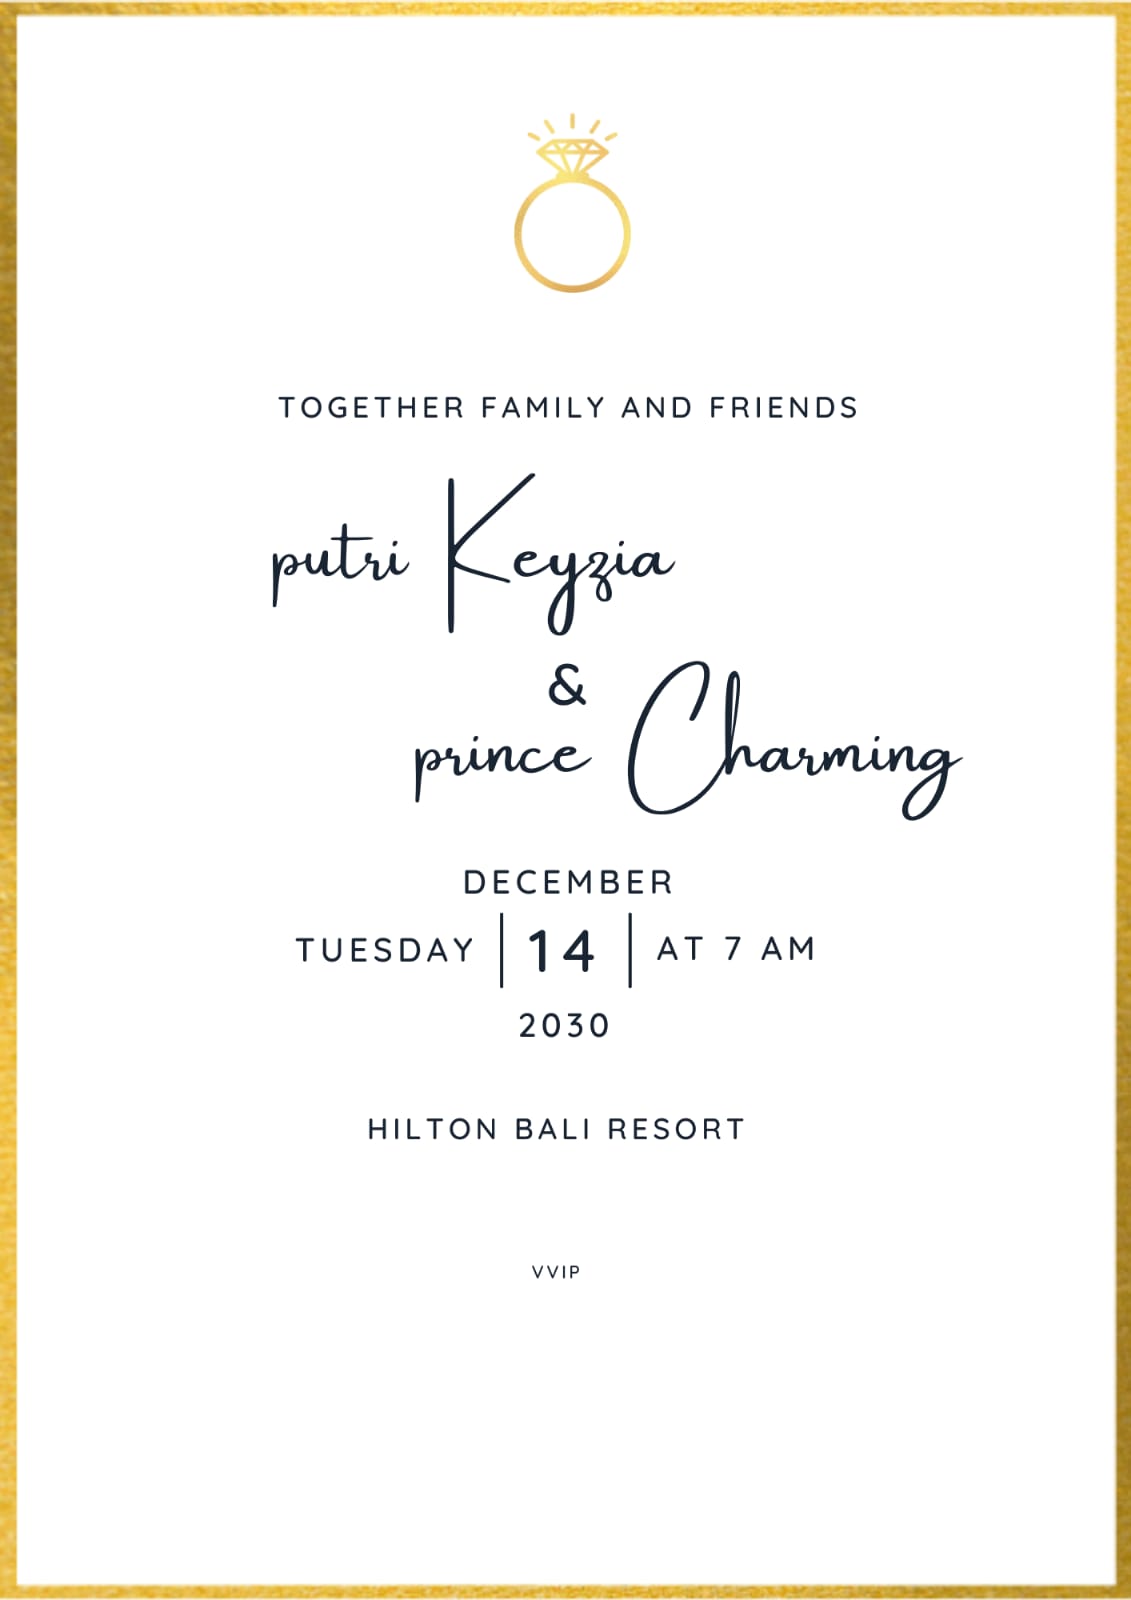 TOGETHER FAMILY AND FRIENDS
putri Keyzia
&
prince Charming
DECEMBER
TUESDAY | 14 | AT 7 AM
2030
HILTON BALI RESORT
VVIP